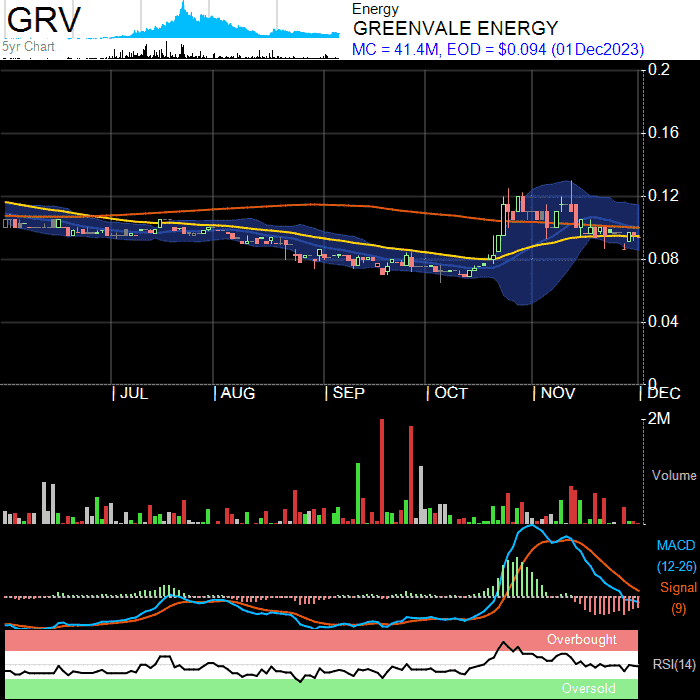 GRV
5yr Chart
Energy
GREENVALE ENERGY
MC = 41.4M, EOD = $0.094 (01Dec2023)
0.2
0.16
0.12
0.08
0.04
0
JUL AUG SEP OCT NOV DEC
2M
Volume
MACD
(12-26)
Signal
(9)
Overbought
RSI(14)
Oversold